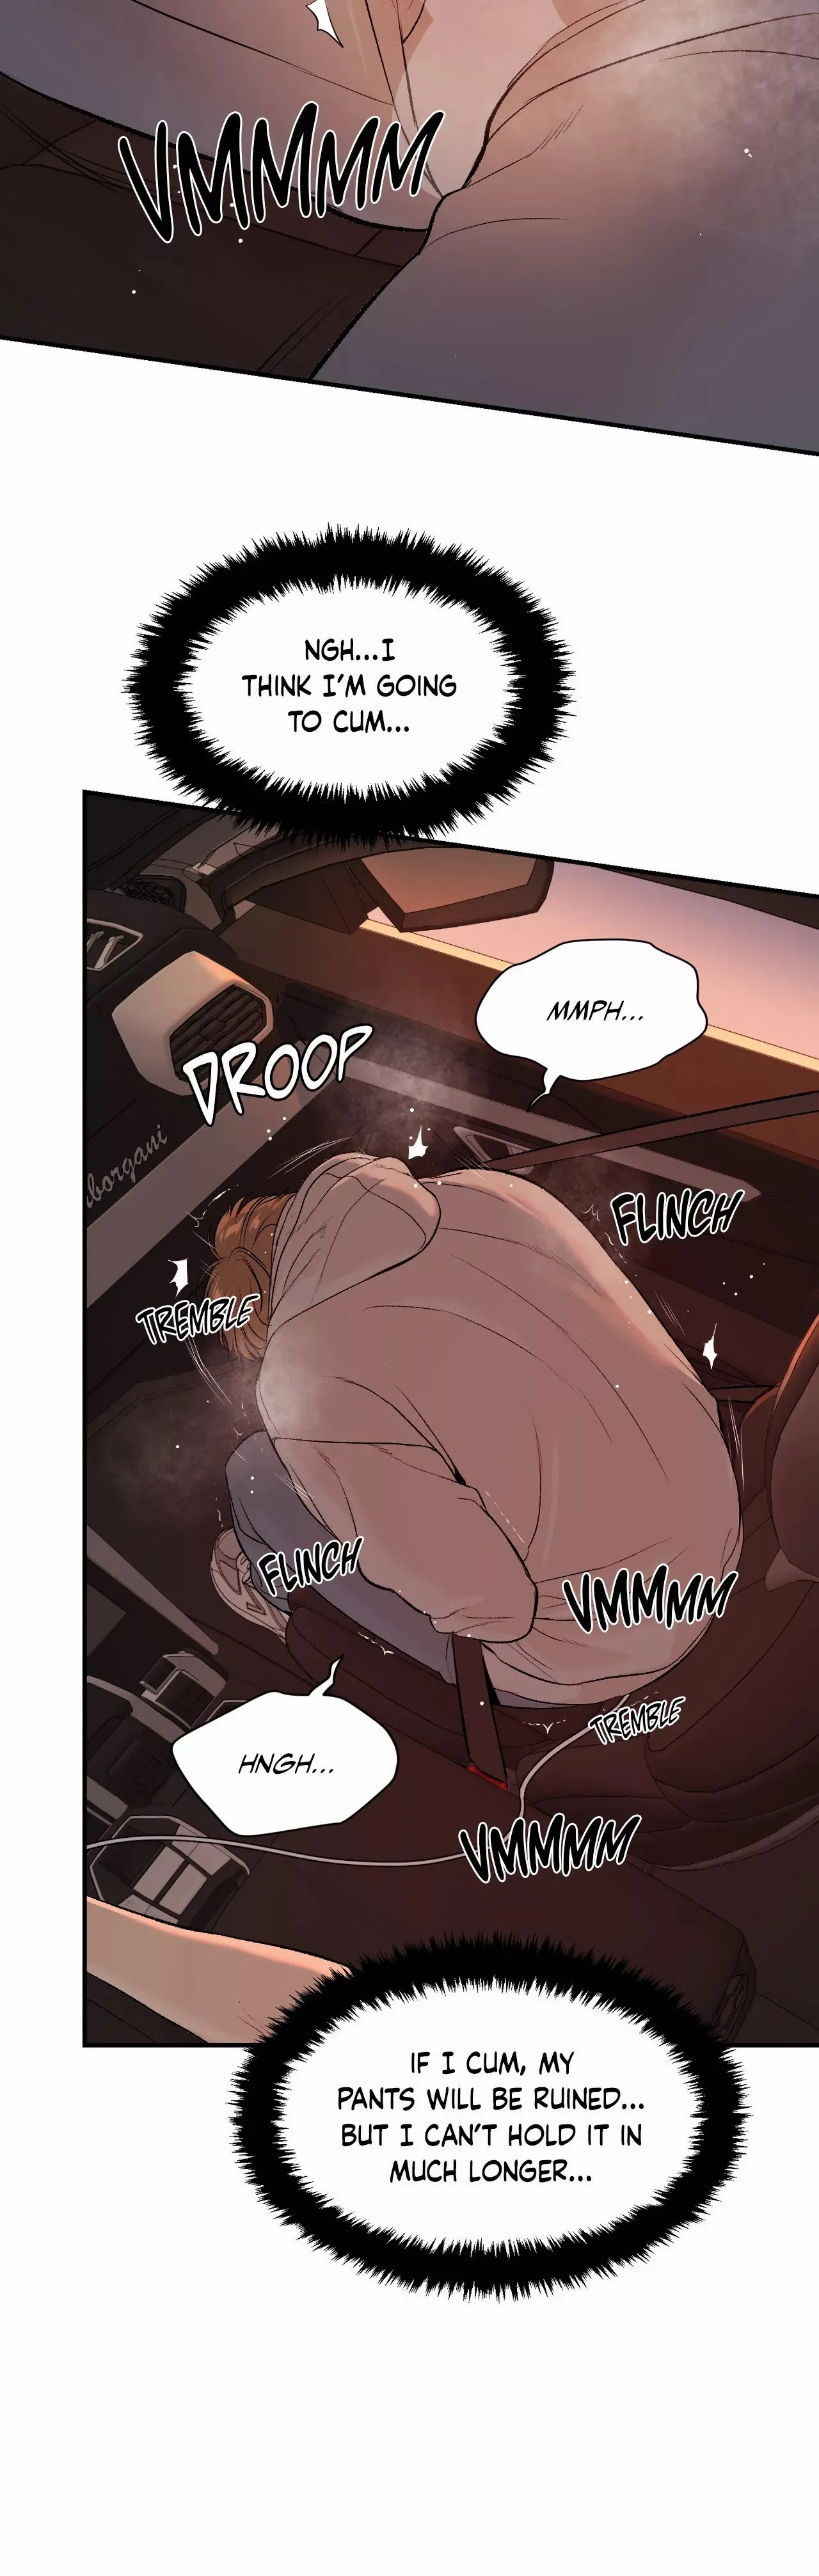 VMMMM
NGH...I
THINK I'M GOING
TO CUM...
MMPH...
DROOP
borgani
FLINCH
TREMBLE
FLINCH
VMMMM
TREMBLE
HNGH...
VMMMM
IF I CUM, MY
PANTS WILL BE RUINED...
BUT I CAN'T HOLD IT IN
MUCH LONGER...